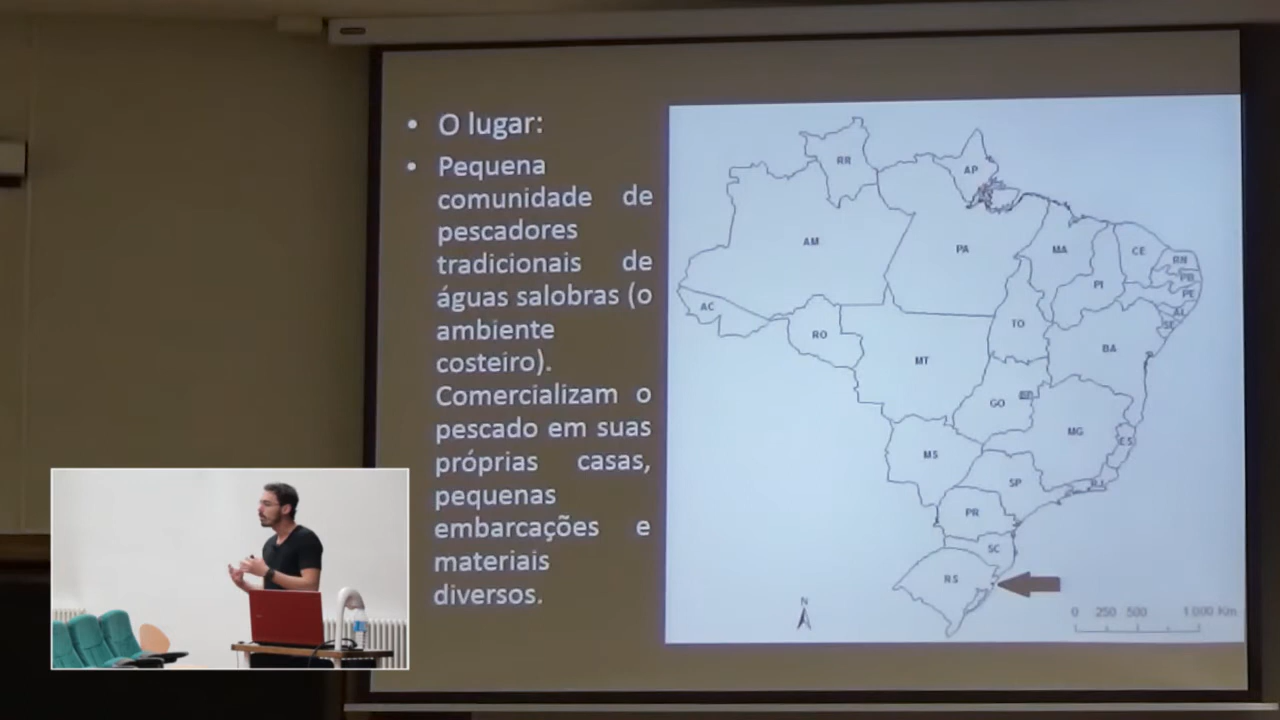 • O lugar:
• Pequena
comunidade de
pescadores
tradicionais de
águas salobras (o
ambiente
costeiro).
Comercializam o
pescado em suas
próprias casas,
pequenas
embarcações e
materiais
diversos.
RR
AP
AM
PA
MA
CE
RN
PB
PI
PE
AC
AL
SE
TO
RO
BA
MT
GO
DF
MG
ES
MS
SP
RJ
PR
SC
RS
N
0 250 500 1.000 Km